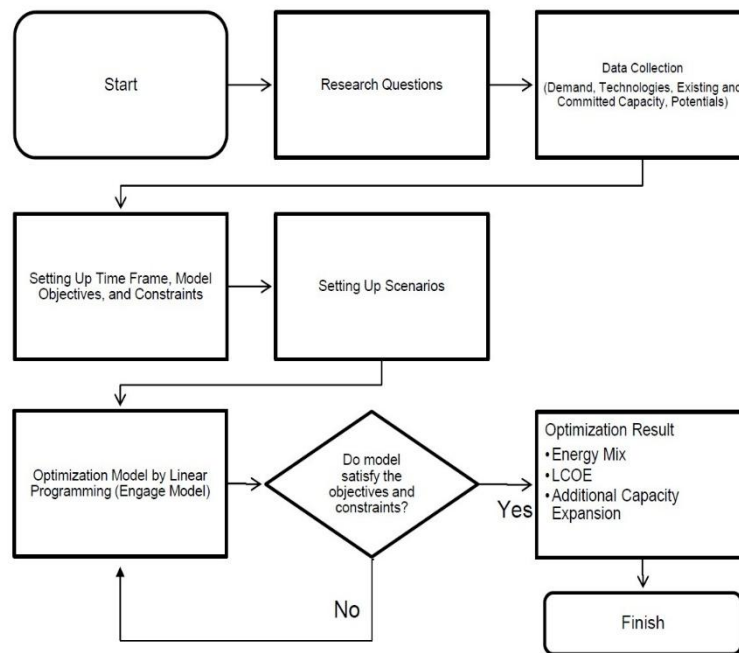 Start
Research Questions
Data Collection
(Demand, Technologies, Existing and
Committed Capacity, Potentials)
Setting Up Time Frame, Model
Objectives, and Constraints
Setting Up Scenarios
Optimization Model by Linear
Programming (Engage Model)
Do model
satisfy the
objectives and
constraints?
Yes
No
Optimization Result
•Energy Mix
•LCOE
•Additional Capacity
Expansion
Finish